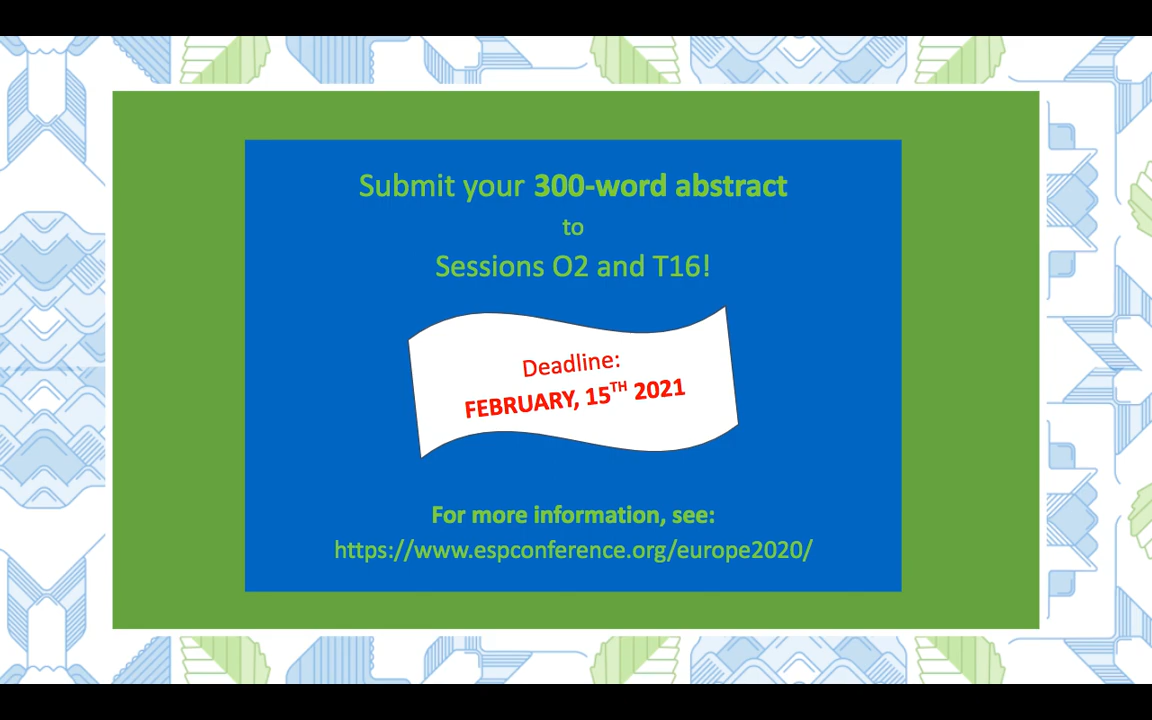 Submit your 300-word abstract
to
Sessions O2 and T16!
Deadline:
FEBRUARY, 15TH 2021
For more information, see:
https://www.espconference.org/europe2020/